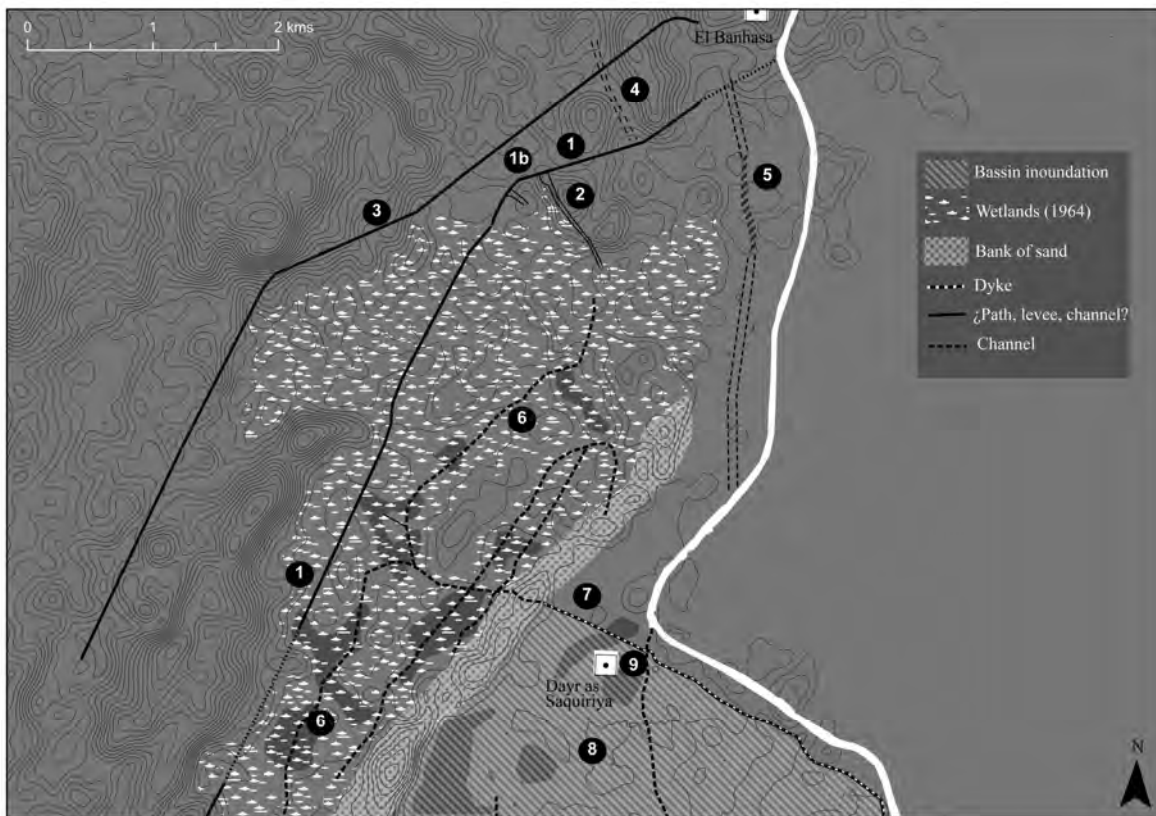 0 1 2 kms
El Banhasa
4
1
1b
5
2
3
Bassin inoundation
Wetlands (1964)
Bank of sand
Dyke
¿Path, levee, channel?
Channel
6
1
7
9
Dayr as
Saquiriya
6
8
N